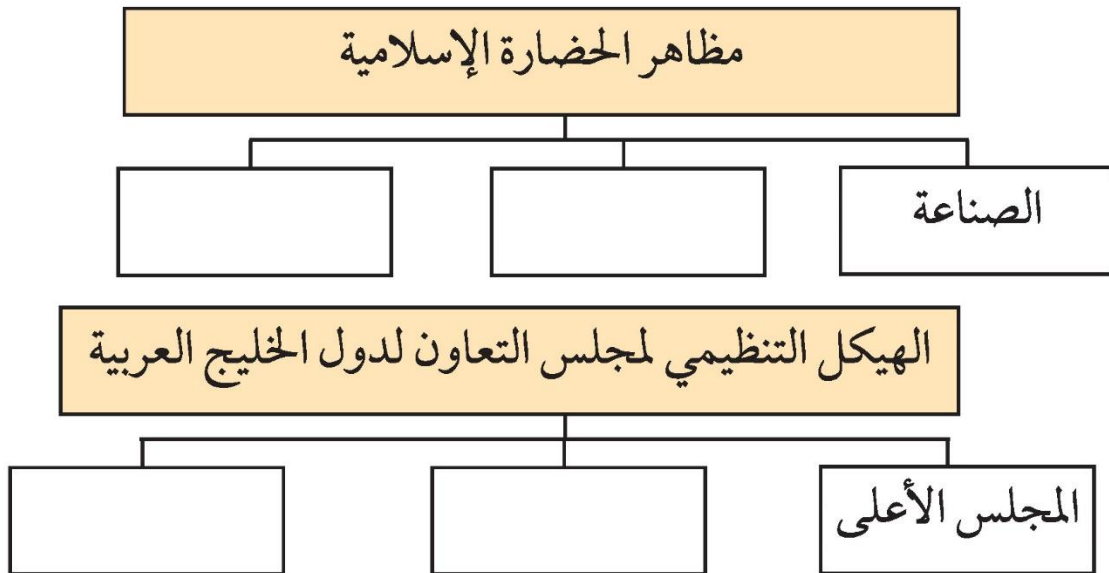 مظاهر الحضارة الإسلامية
الصناعة
الهيكل التنظيمي لمجلس التعاون لدول الخليج العربية
المجلس الأعلى